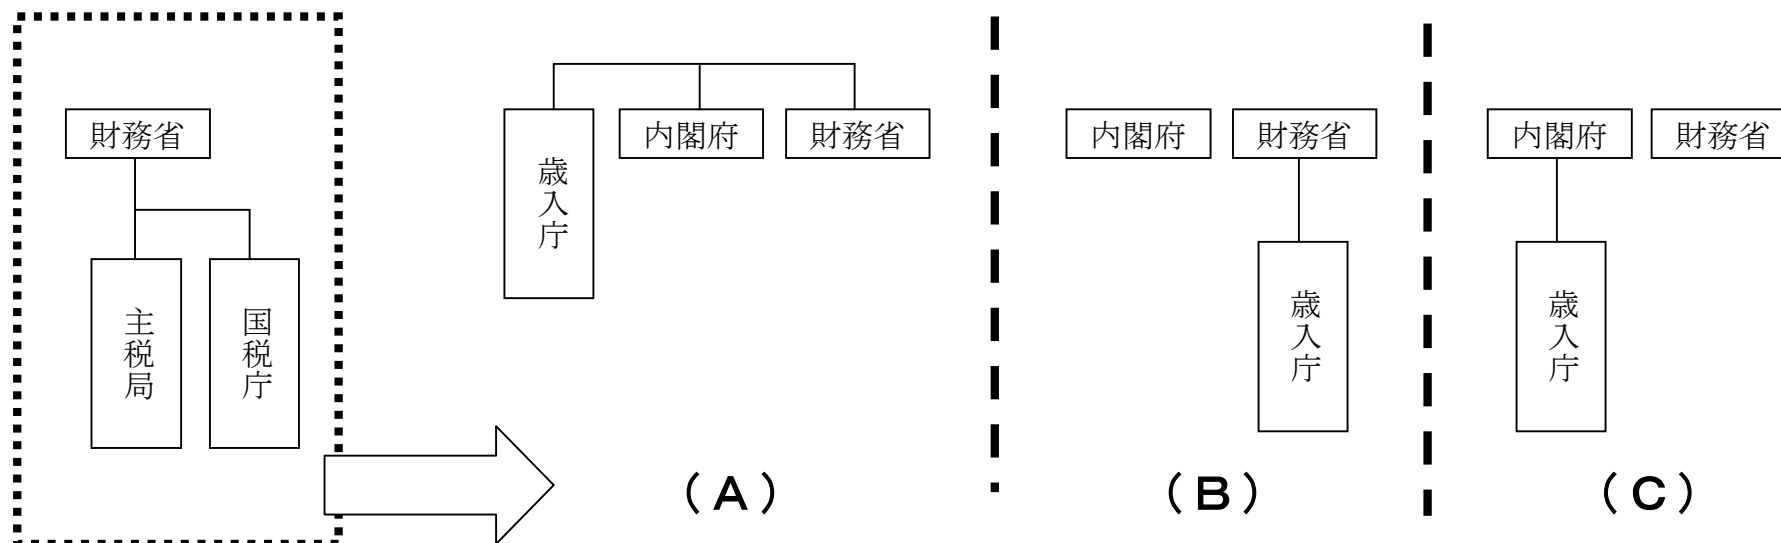 財務省
主税局
国税庁
歳入庁
内閣府
財務省
(A)
内閣府
財務省
歳入庁
(B)
内閣府
財務省
歳入庁
(C)